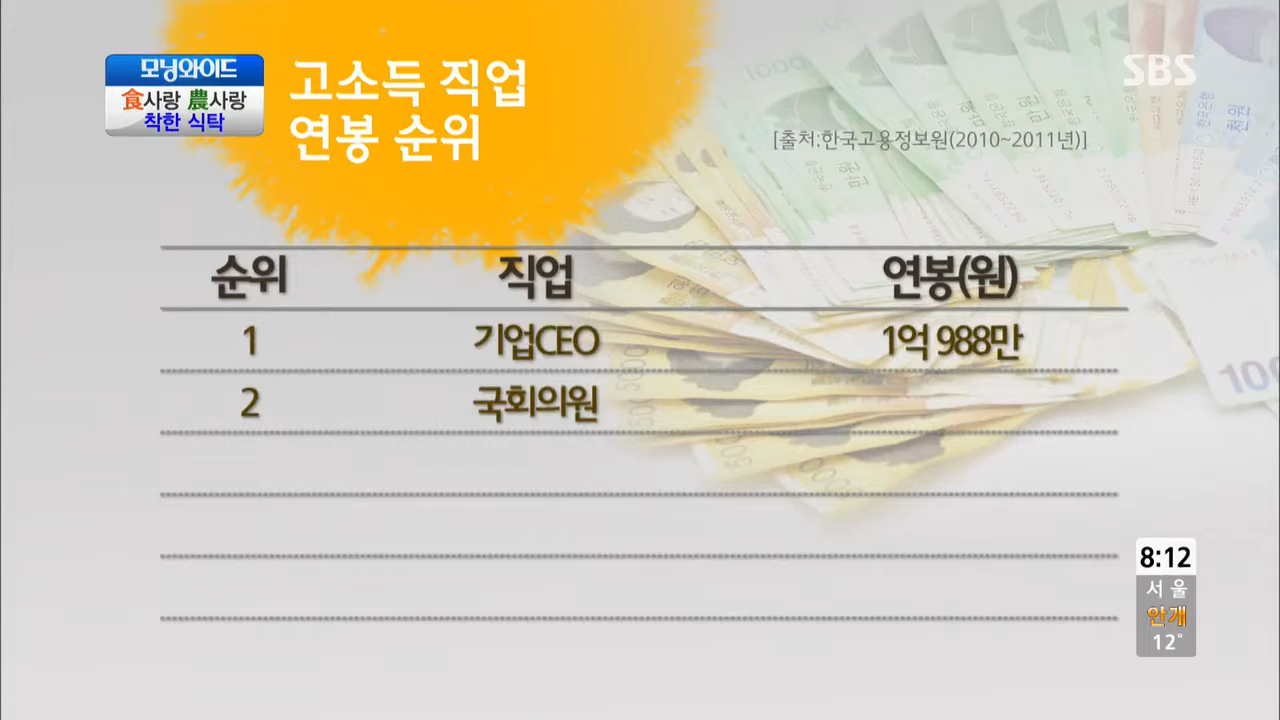 모닝와이드
食사랑 農사랑
착한 식탁
고소득 직업
연봉 순위
SBS
[출처:한국고용정보원(2010~2011년)]
순위 직업 연봉(원)
1 기업CEO 1억 988만
2 국회의원
8:12
서울
안개
12°